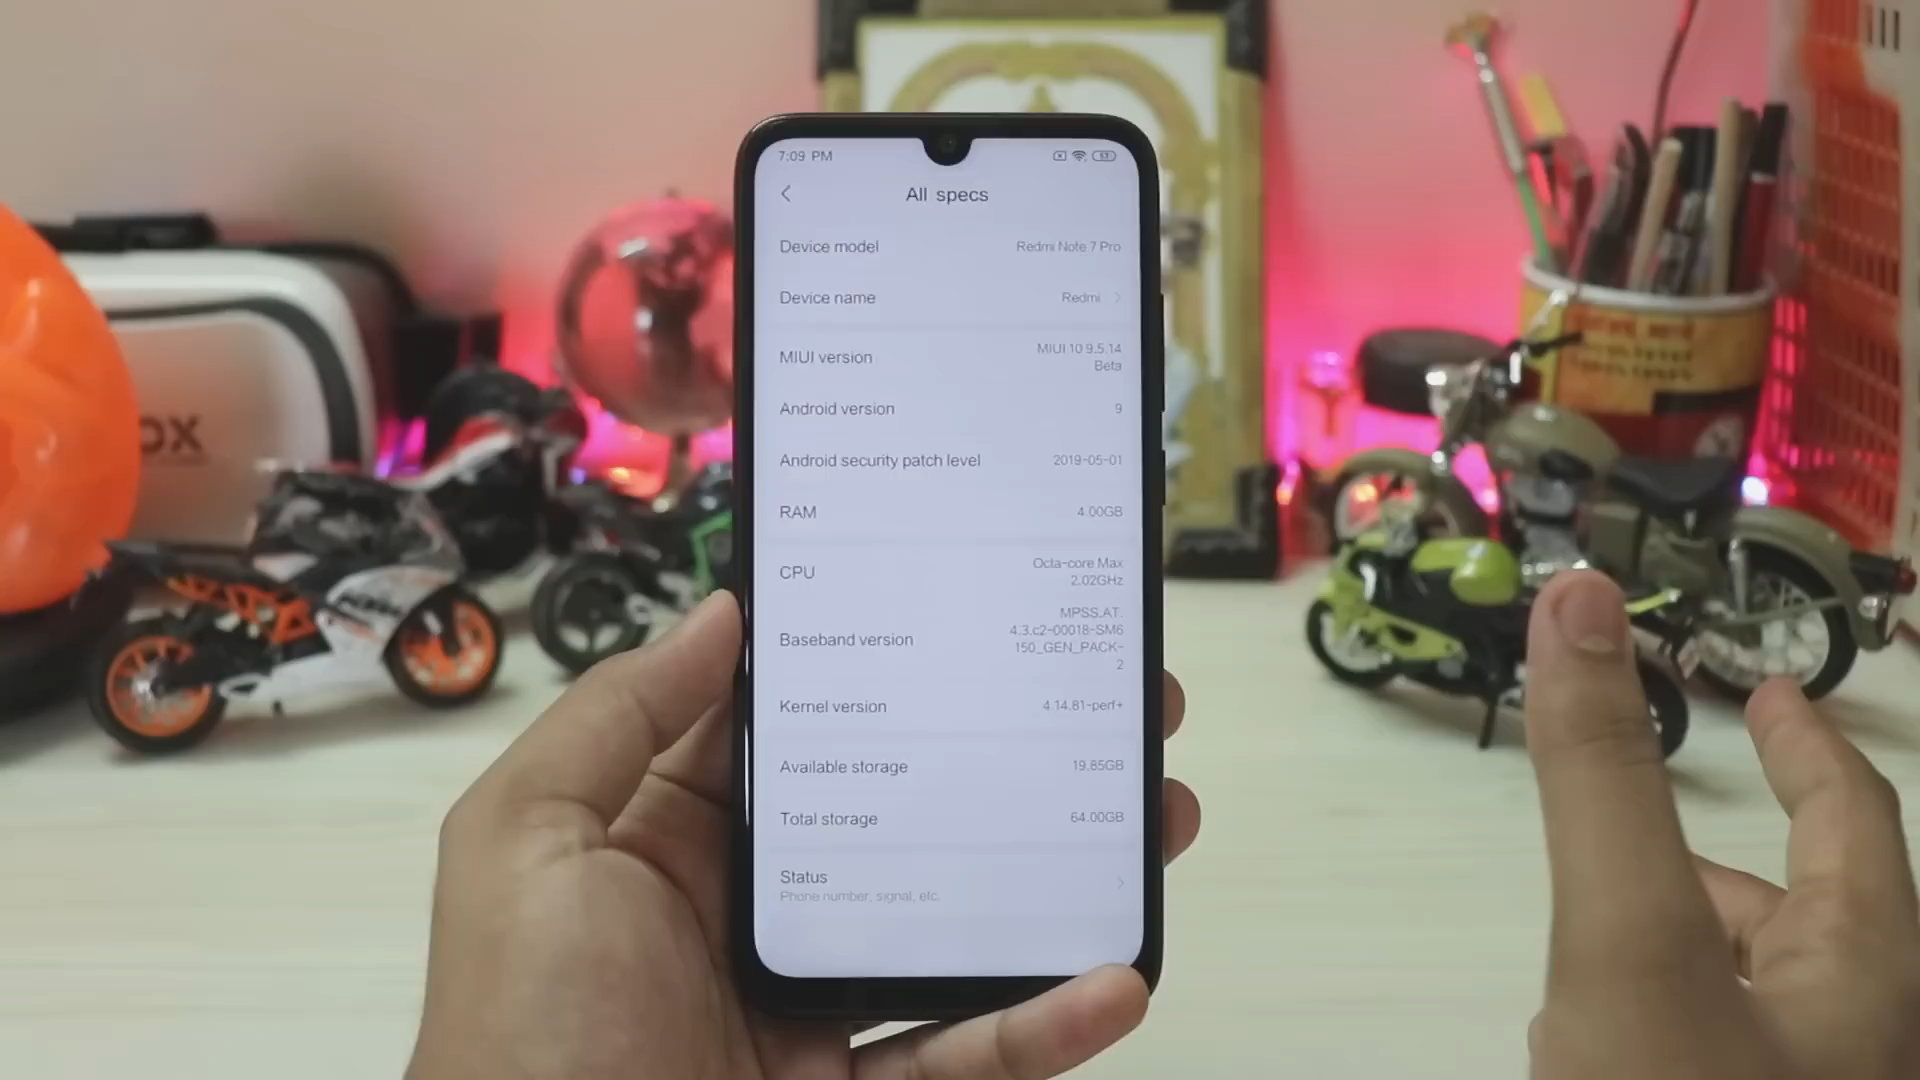 7:09 PM
53
All specs
Device model
Redmi Note 7 Pro
Device name
Redmi
MIUI version
MIUI 10 9.5.14
Beta
Android version
9
Android security patch level
2019-05-01
RAM
4.00GB
CPU
Octa-core Max
2.02GHz
Baseband version
MPSS.AT.
4.3.c2-00018-SM6
150_GEN_PACK-
2
Kernel version
4.14.81-perf+
Available storage
19.85GB
Total storage
64.00GB
Status
Phone number, signal, etc.
OX